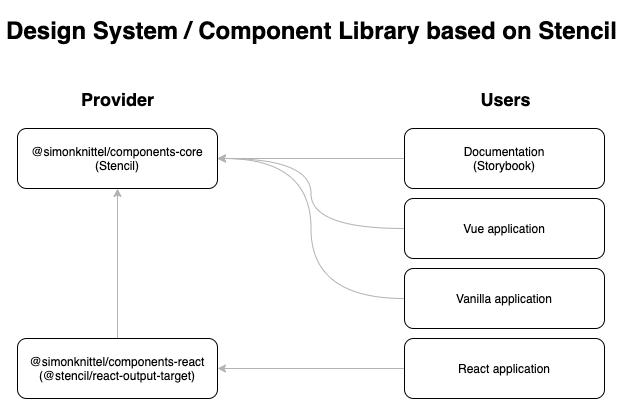 Design System / Component Library based on Stencil
Provider
Users
@simonknittel/components-core
(Stencil)
Documentation
(Storybook)
Vue application
Vanilla application
@simonknittel/components-react
(@stencil/react-output-target)
React application